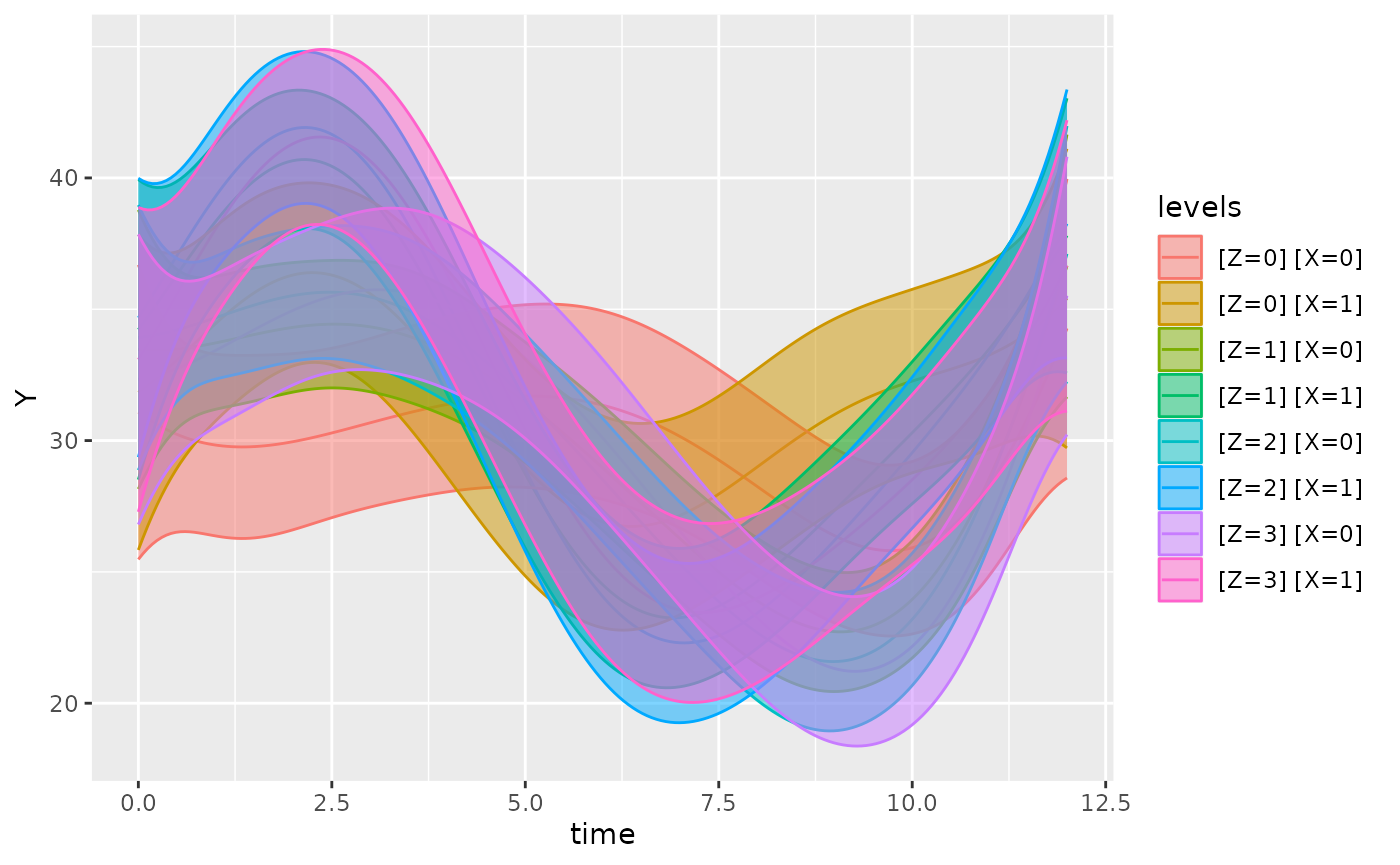 Y
40
30
20
0.0 2.5 5.0 7.5 10.0 12.5
time
levels
[Z=0] [X=0]
[Z=0] [X=1]
[Z=1] [X=0]
[Z=1] [X=1]
[Z=2] [X=0]
[Z=2] [X=1]
[Z=3] [X=0]
[Z=3] [X=1]